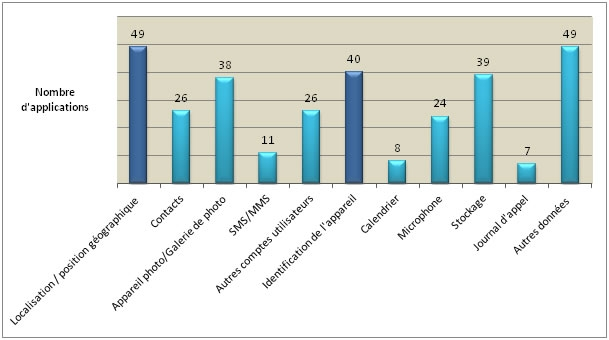 Nombre
d'applications
49
26
38
11
26
40
8
24
39
7
49
Localisation / position géographique
Contacts
Appareil photo/Galerie de photo
SMS/MMS
Autres comptes utilisateurs
Identification de l'appareil
Calendrier
Microphone
Stockage
Journal d'appel
Autres données